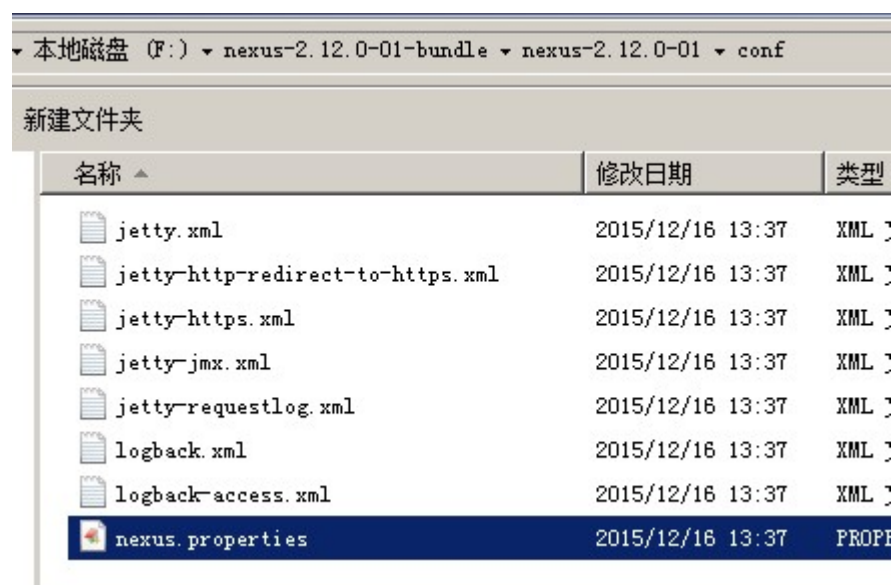 本地磁盘 (F:) nexus-2.12.0-01-bundle nexus-2.12.0-01 conf
新建文件夹
名称 修改日期 类型
jetty.xml 2015/12/16 13:37 XML
jetty-http-redirect-to-https.xml 2015/12/16 13:37 XML
jetty-https.xml 2015/12/16 13:37 XML
jetty-jmx.xml 2015/12/16 13:37 XML
jetty-requestlog.xml 2015/12/16 13:37 XML
logback.xml 2015/12/16 13:37 XML
logback-access.xml 2015/12/16 13:37 XML
nexus.properties 2015/12/16 13:37